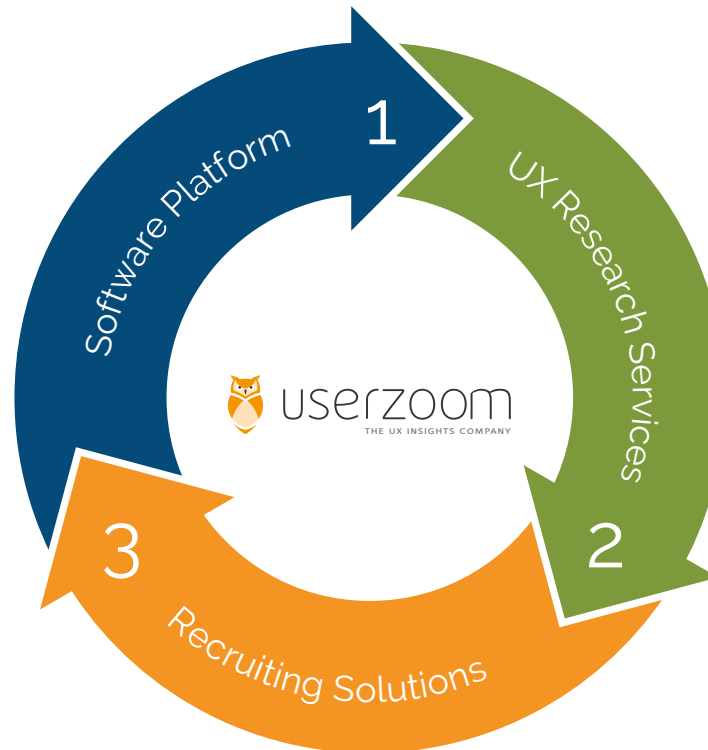 1
Software Platform
UX Research Services
2
3
Recruiting Solutions
userzoom
THE UX INSIGHTS COMPANY